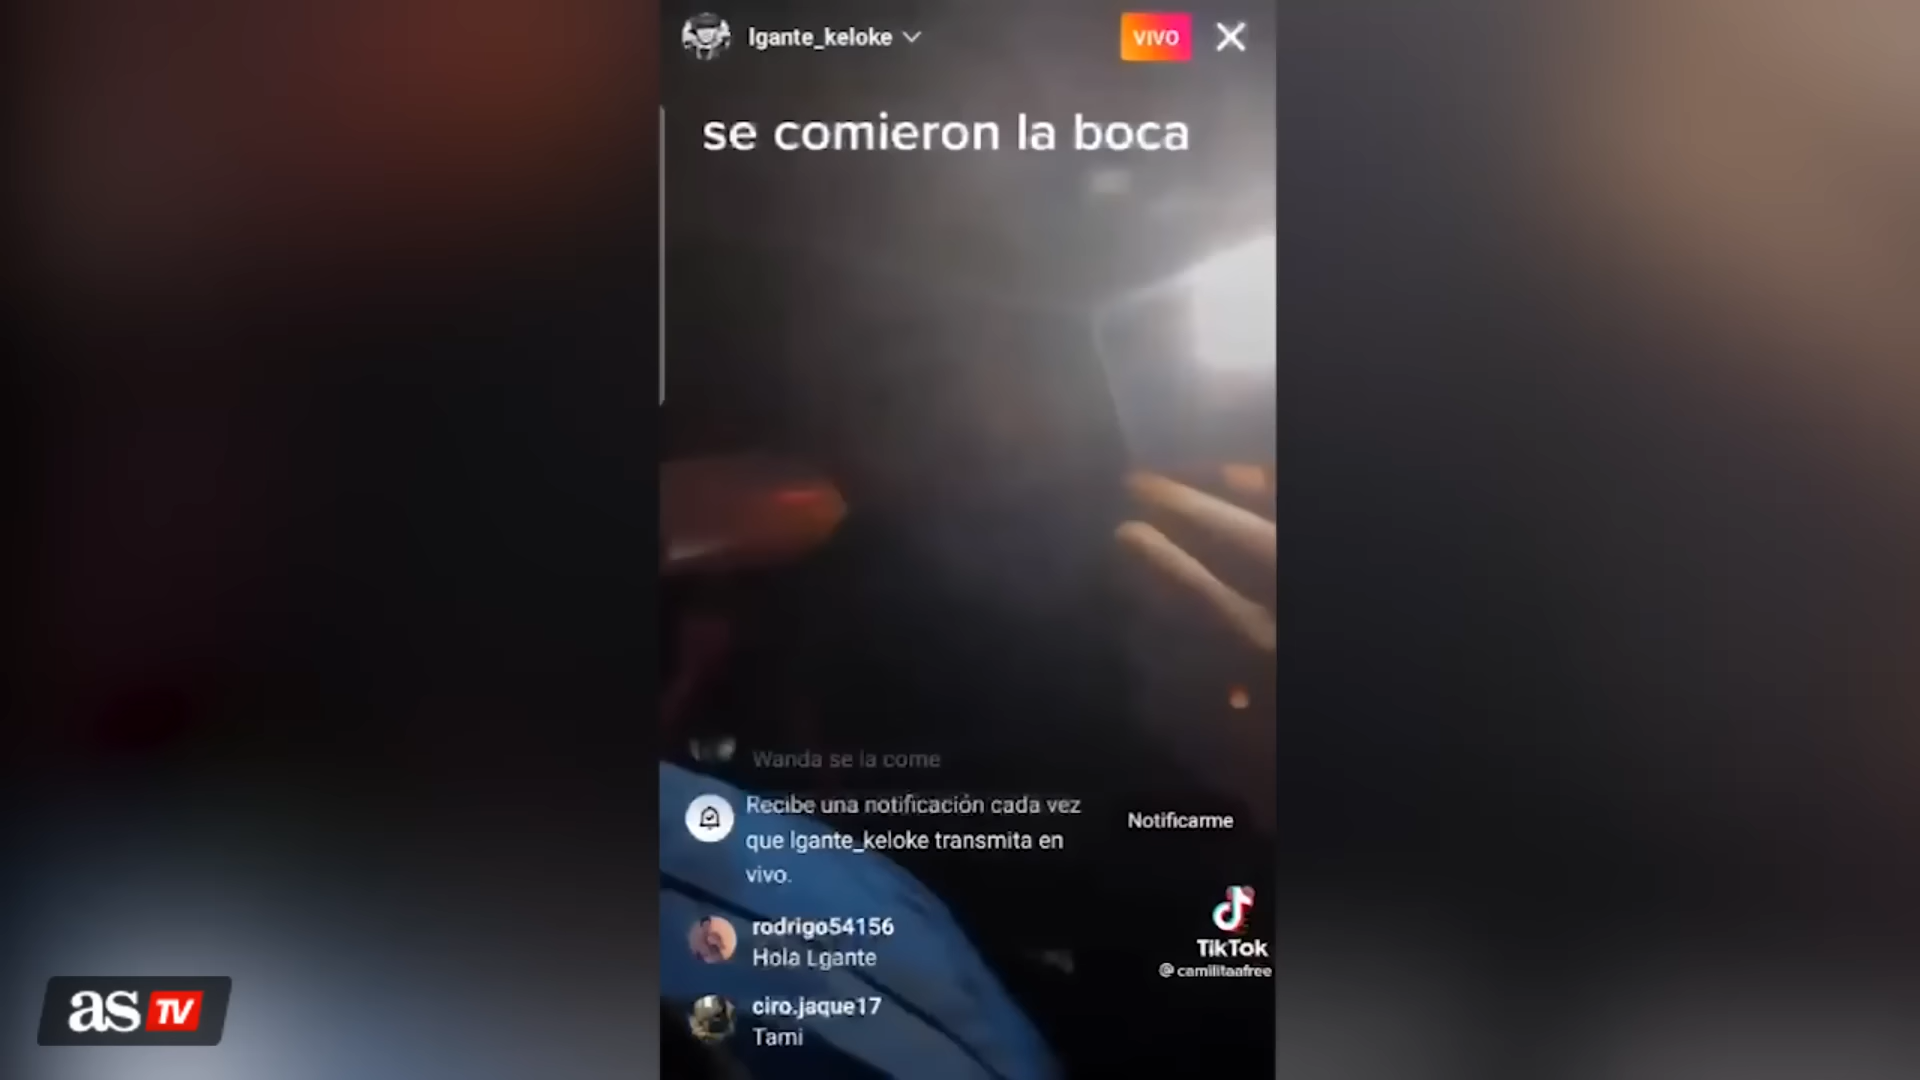 lgante_keloke
VIVO
se comieron la boca
Wanda se la come
Recibe una notificación cada vez
que lgante_keloke transmita en
vivo.
Notificarme
rodrigo54156
Hola Lgante
TikTok
@camilitaafree
ciro.jaque17
Tami
as TV